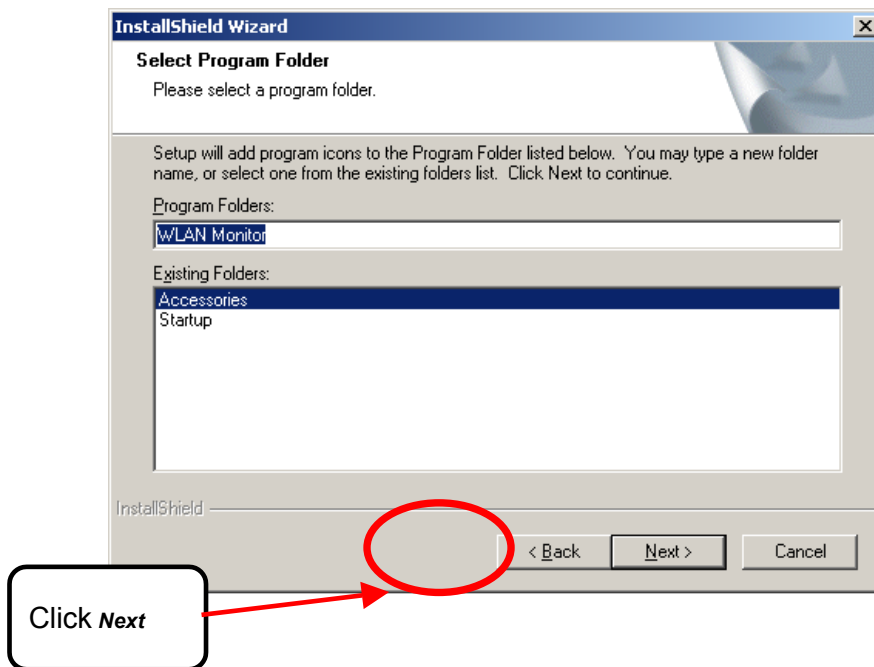 InstallShield Wizard
Select Program Folder
Please select a program folder.
Setup will add program icons to the Program Folder listed below. You may type a new folder
name, or select one from the existing folders list. Click Next to continue.
Program Folders:
WLAN Monitor
Existing Folders:
Accessories
Startup
InstallShield
< Back
Next >
Cancel
Click Next